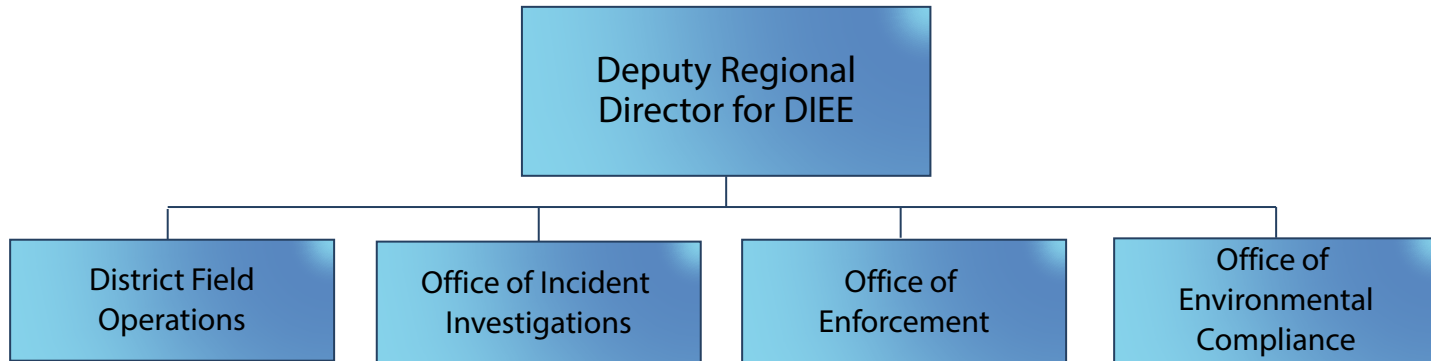 Deputy Regional
Director for DIEE
District Field
Operations
Office of Incident
Investigations
Office of
Enforcement
Office of
Environmental
Compliance